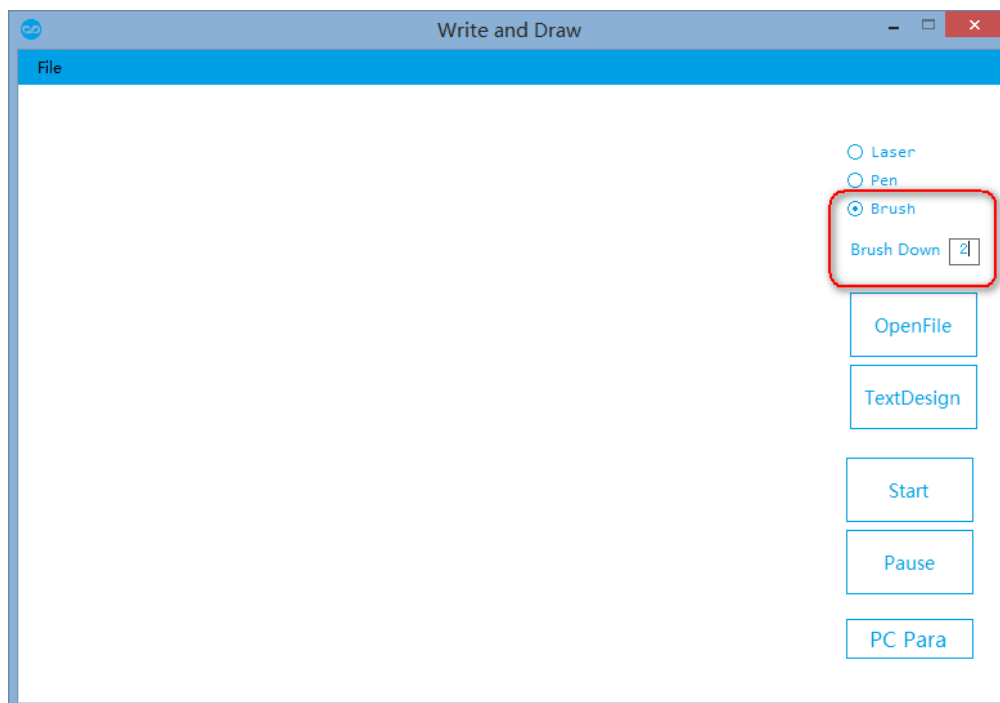 Write and Draw
File
Laser
Pen
Brush
Brush Down 2
OpenFile
TextDesign
Start
Pause
PC Para